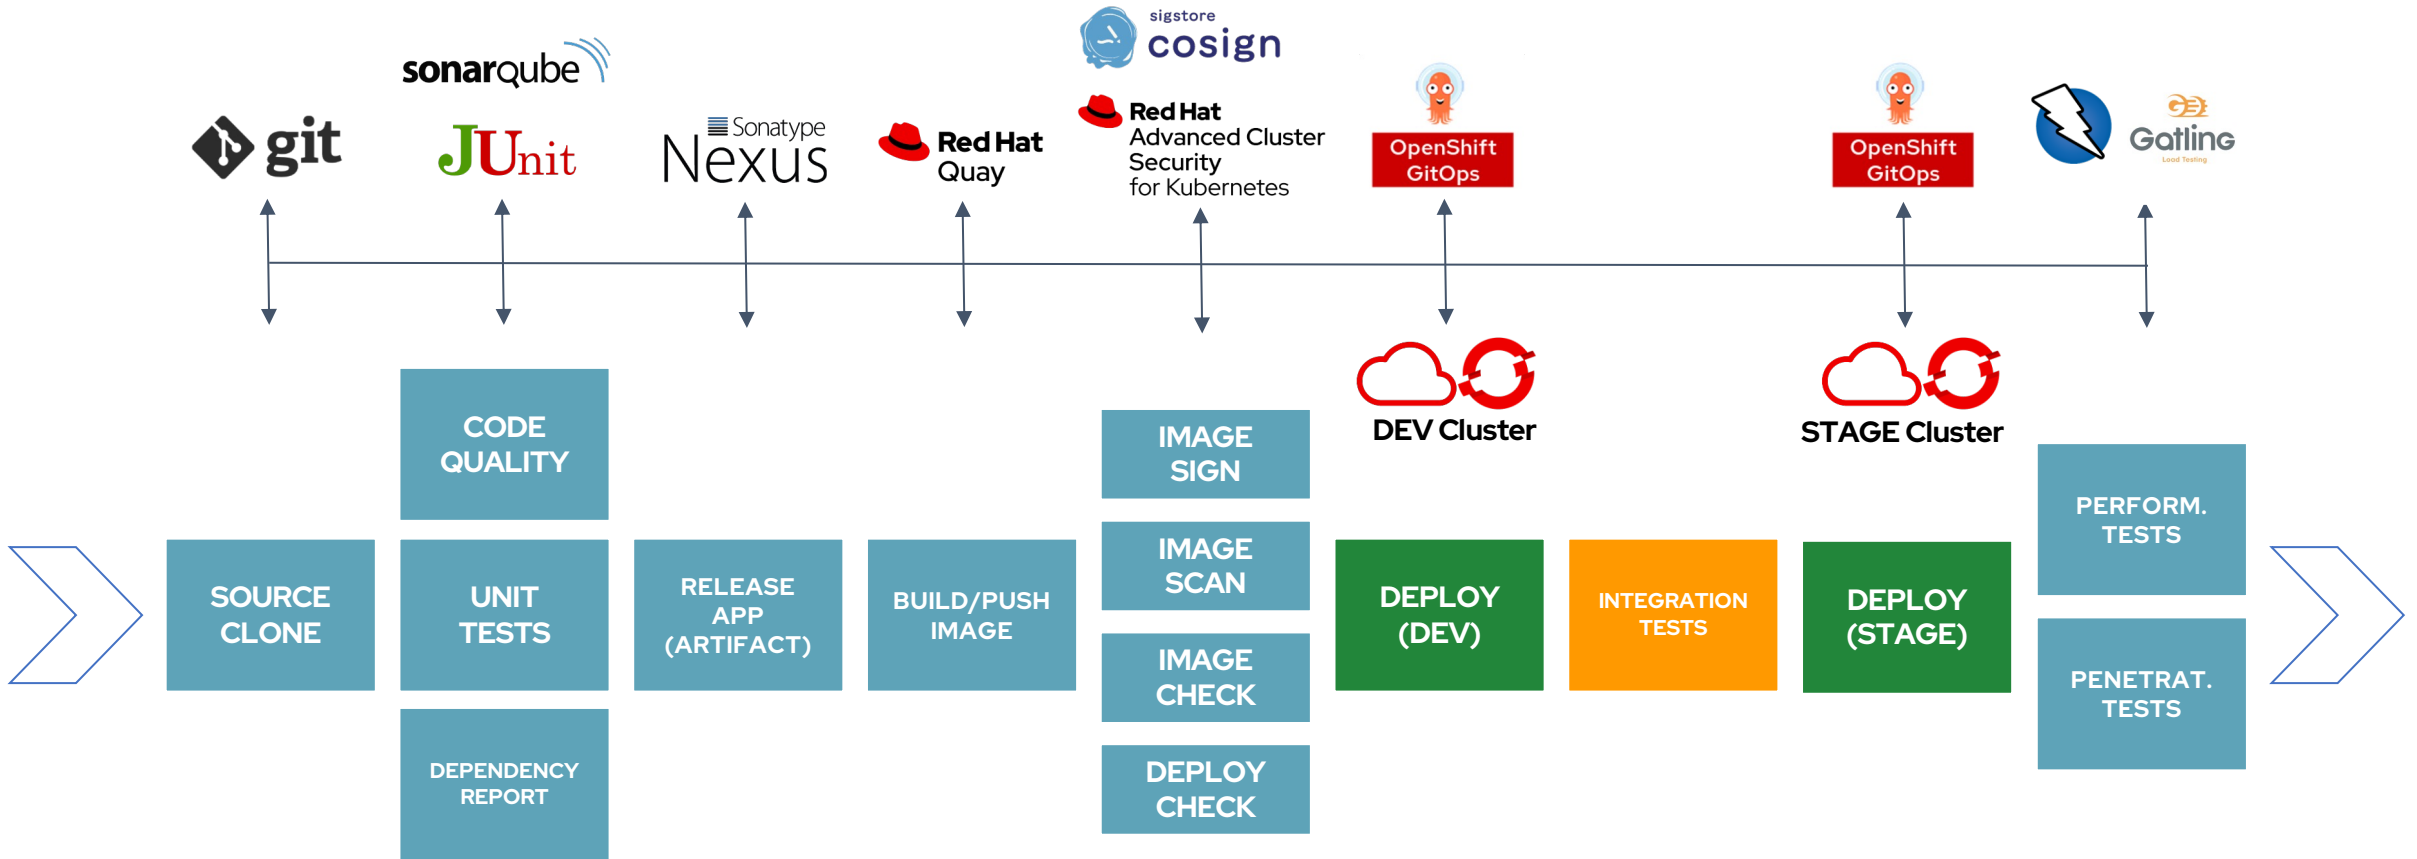 git
sonarqube
JUnit
Sonatype
Nexus
Red Hat
Quay
sigstore
cosign
Red Hat
Advanced Cluster
Security
for Kubernetes
OpenShift
GitOps
OpenShift
GitOps
Gatling
Load Testing
DEV Cluster
STAGE Cluster
SOURCE
CLONE
CODE
QUALITY
UNIT
TESTS
DEPENDENCY
REPORT
RELEASE
APP
(ARTIFACT)
BUILD/PUSH
IMAGE
IMAGE
SIGN
IMAGE
SCAN
IMAGE
CHECK
DEPLOY
CHECK
DEPLOY
(DEV)
INTEGRATION
TESTS
DEPLOY
(STAGE)
PERFORM.
TESTS
PENETRAT.
TESTS